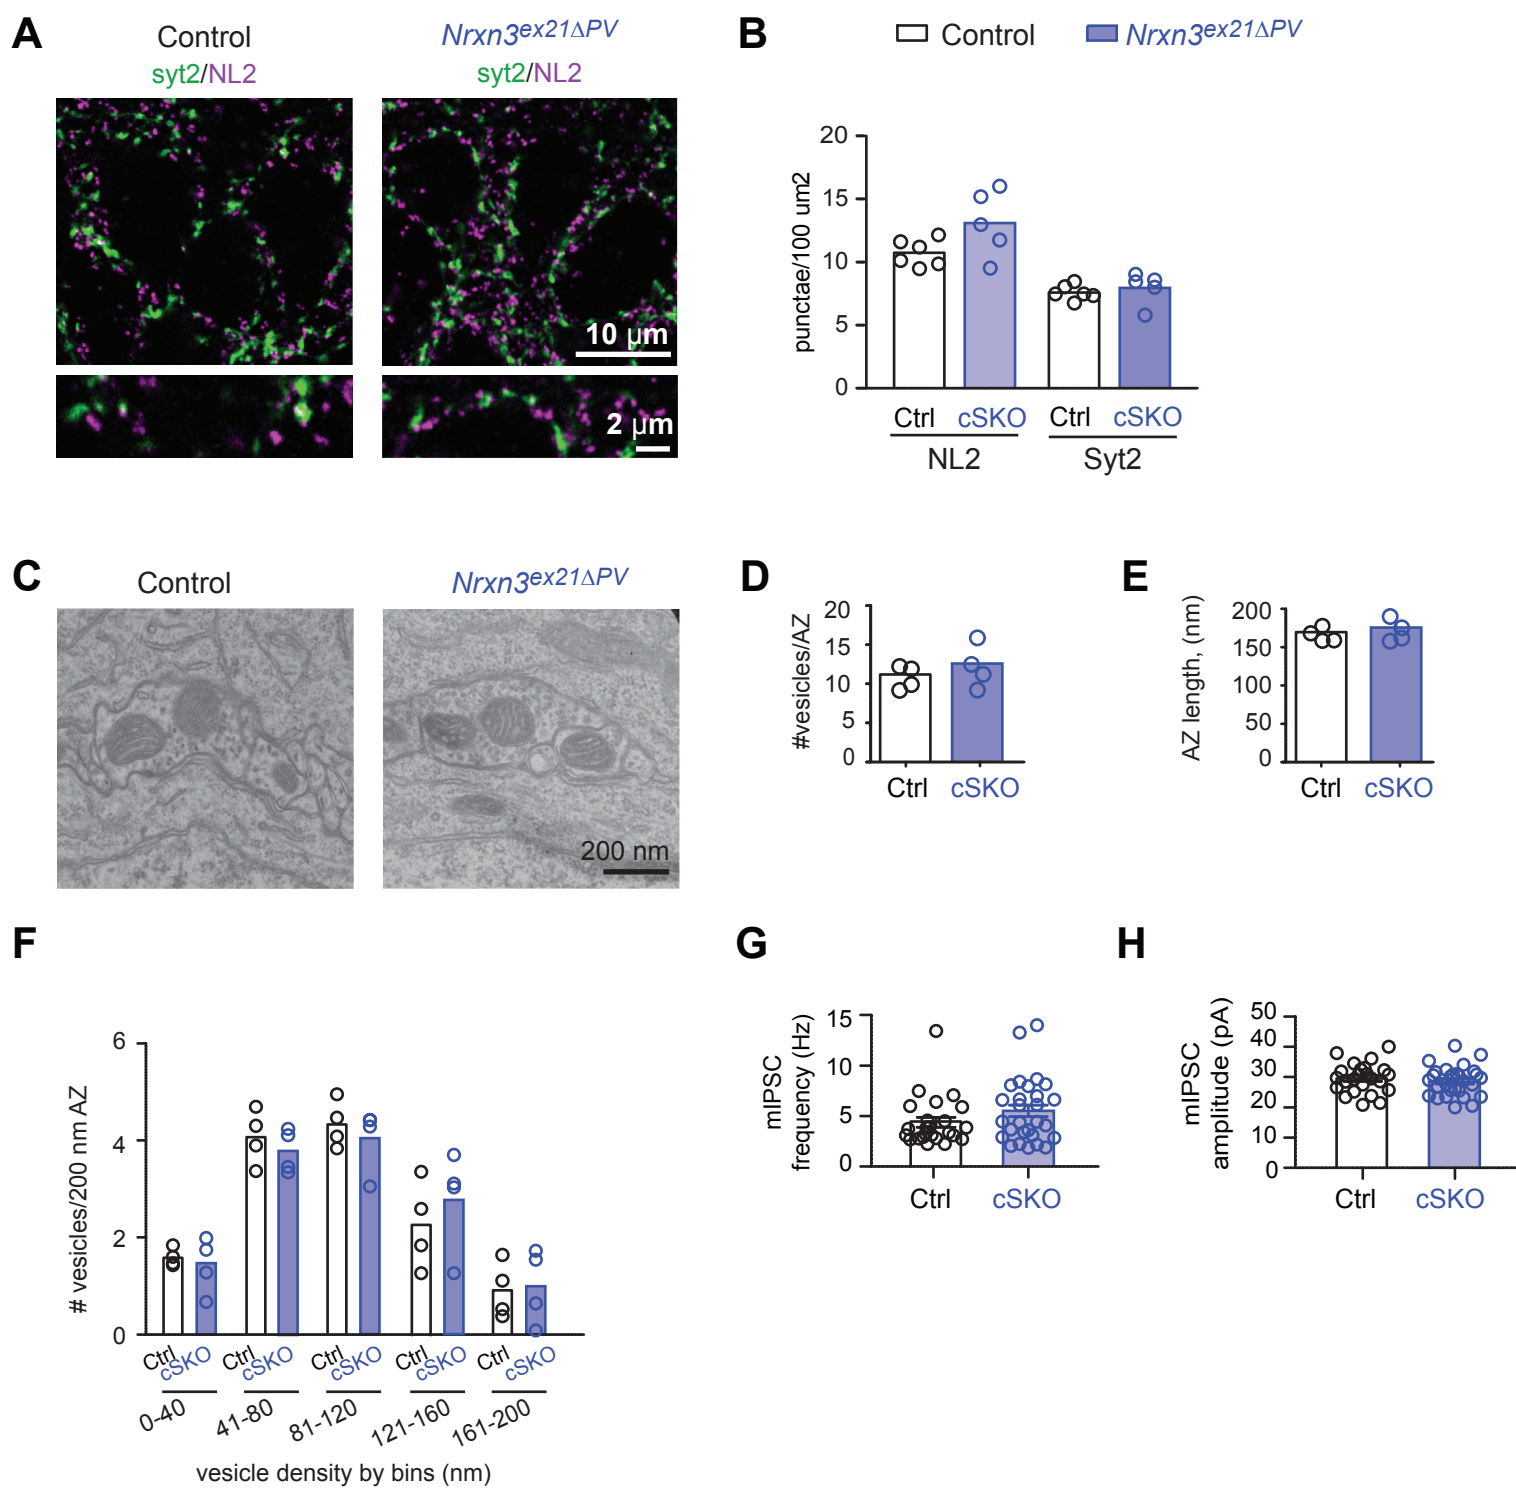 A
Control
Nrxn3ex21ΔPV
syt2/NL2
syt2/NL2
10 µm
2 µm
B
Control
Nrxn3ex21ΔPV
punctae/100 um2
20
15
10
5
0
Ctrl
cSKO
Ctrl
cSKO
NL2
Syt2
C
Control
Nrxn3ex21ΔPV
200 nm
D
#vesicles/AZ
20
15
10
5
0
Ctrl
cSKO
E
AZ length, (nm)
200
150
100
50
0
Ctrl
cSKO
F
# vesicles/200 nm AZ
6
4
2
0
Ctrl
cSKO
Ctrl
cSKO
Ctrl
cSKO
Ctrl
cSKO
Ctrl
cSKO
0-40
41-80
81-120
121-160
161-200
vesicle density by bins (nm)
G
mIPSC
frequency (Hz)
15
10
5
0
Ctrl
cSKO
H
mIPSC
amplitude (pA)
50
40
30
20
10
0
Ctrl
cSKO